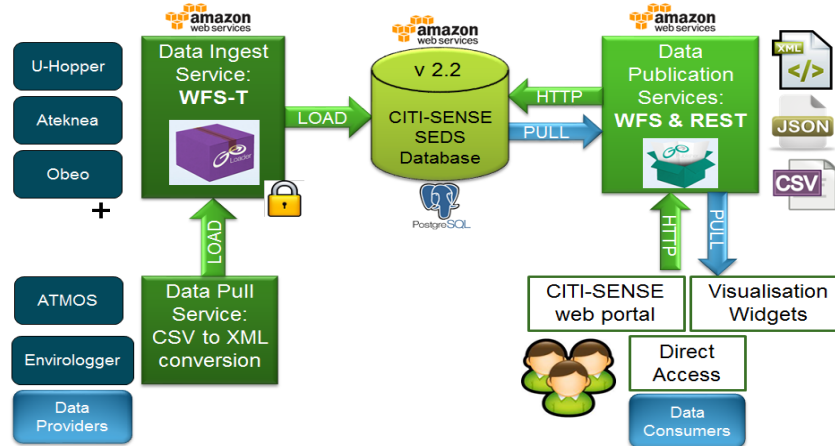 amazon
web services
amazon
web services
amazon
web services
U-Hopper
Ateknea
Obeo
+
Data Ingest
Service:
WFS-T
Loader
LOAD
v 2.2
CITI-SENSE
SEDS
Database
PostgreSQL
HTTP
PULL
Data
Publication
Services:
WFS & REST
XML
</>
JSON
CSV
LOAD
HTTP
PULL
ATMOS
Envirologger
Data
Providers
Data Pull
Service:
CSV to XML
conversion
CITI-SENSE
web portal
Visualisation
Widgets
Direct
Access
Data
Consumers